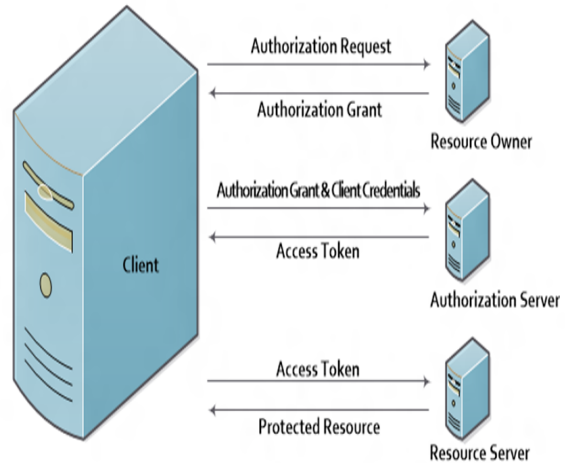 Authorization Request
Authorization Grant
Resource Owner
Authorization Grant & Client Credentials
Access Token
Client
Authorization Server
Access Token
Protected Resource
Resource Server